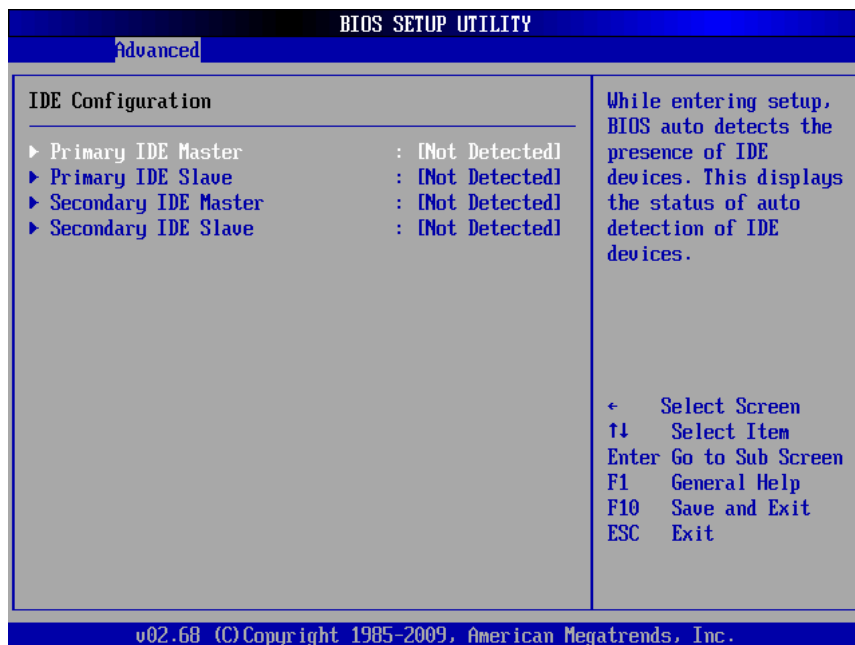 BIOS SETUP UTILITY
Advanced
IDE Configuration
▶ Primary IDE Master : [Not Detected]
▶ Primary IDE Slave : [Not Detected]
▶ Secondary IDE Master : [Not Detected]
▶ Secondary IDE Slave : [Not Detected]
While entering setup,
BIOS auto detects the
presence of IDE
devices. This displays
the status of auto
detection of IDE
devices.
← Select Screen
↑↓ Select Item
Enter Go to Sub Screen
F1 General Help
F10 Save and Exit
ESC Exit
v02.68 (C)Copyright 1985-2009, American Megatrends, Inc.